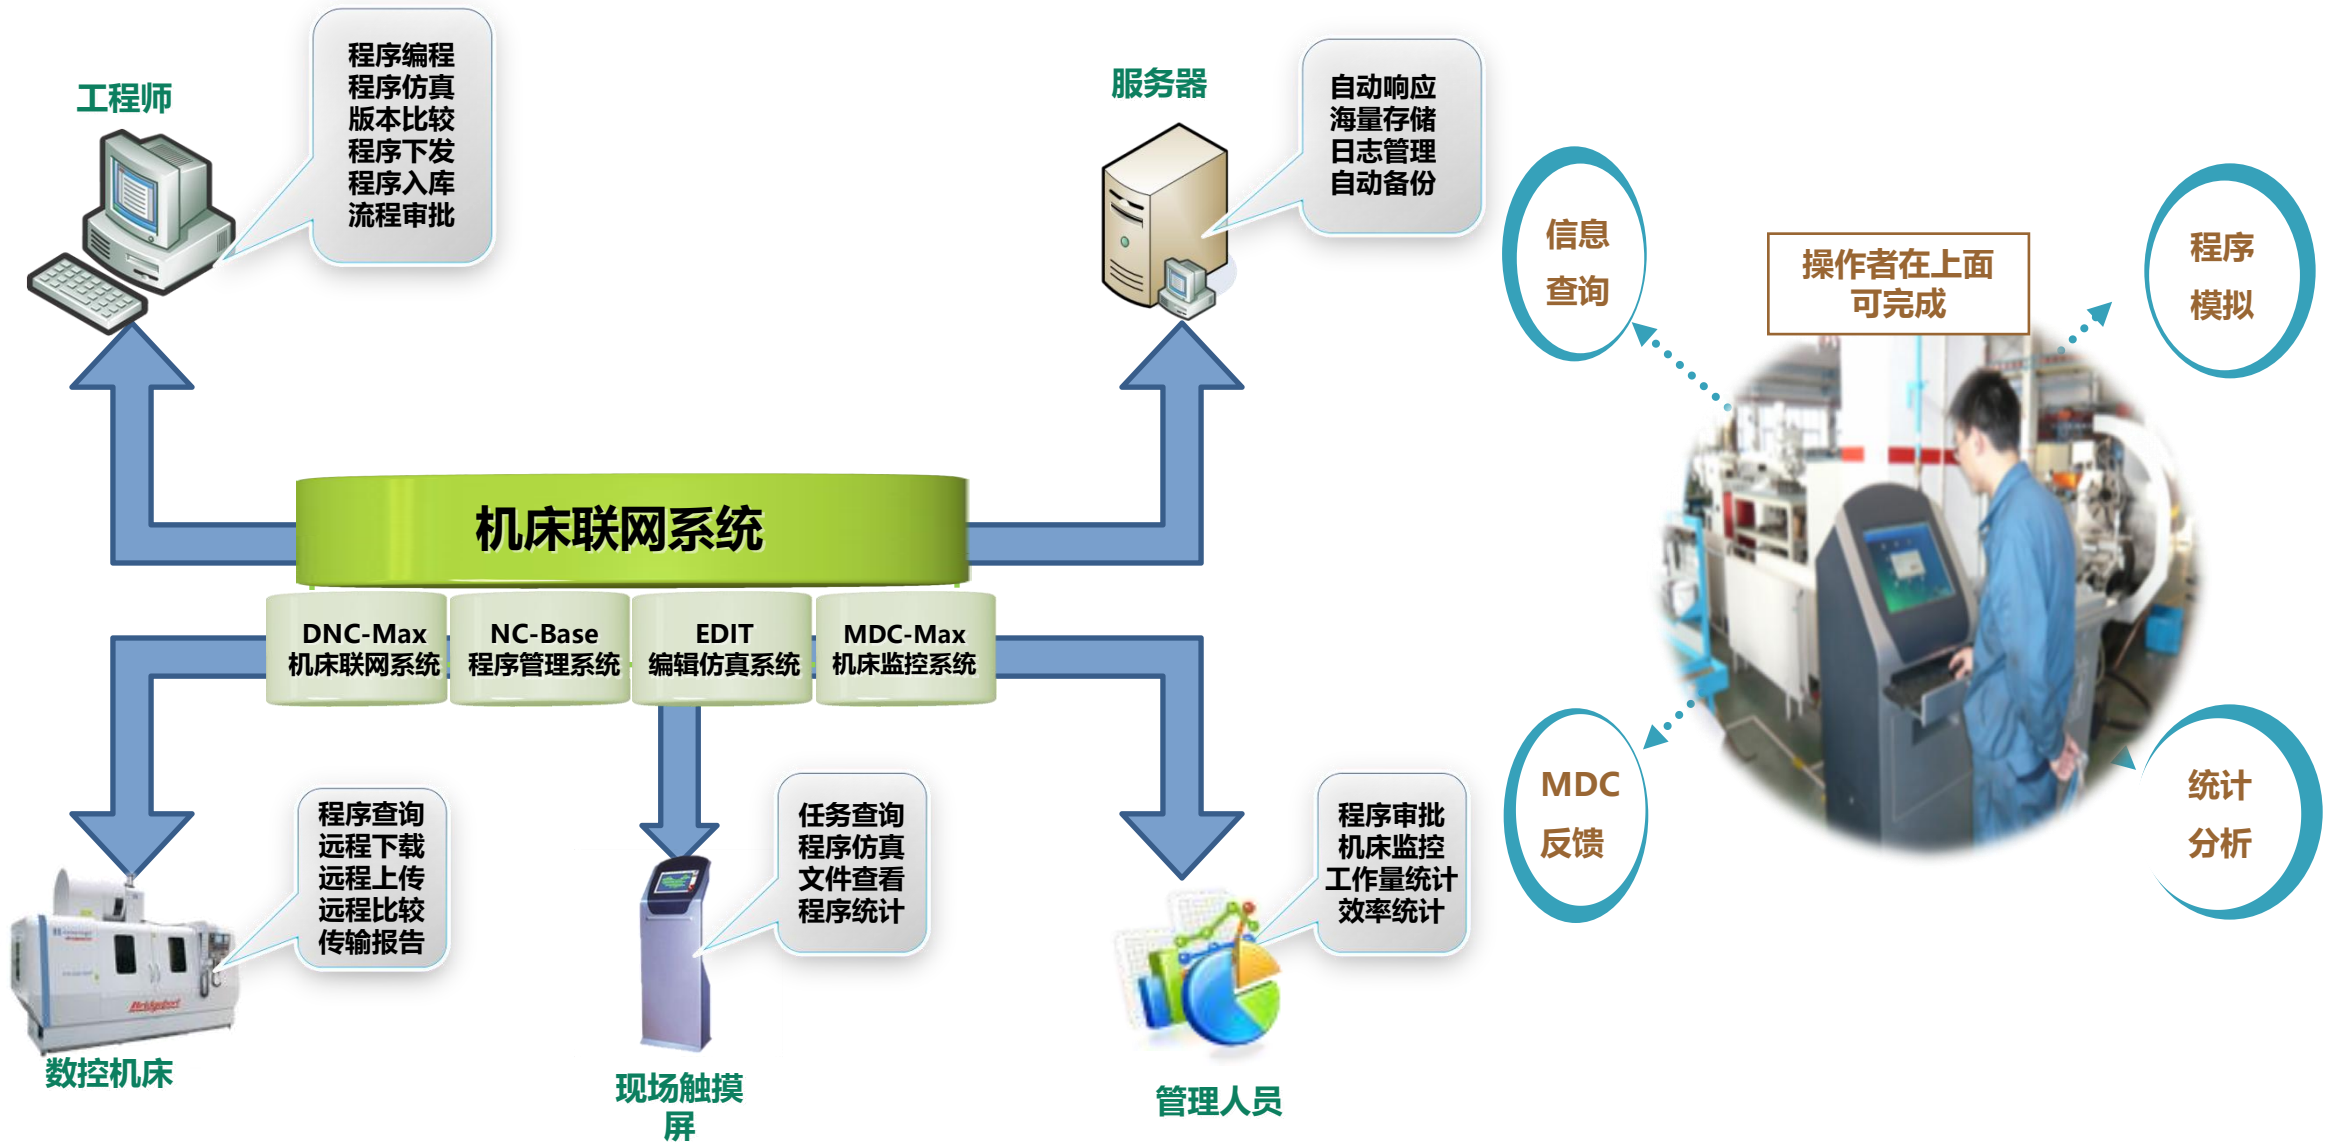 工程师
程序编程
程序仿真
版本比较
程序下发
程序入库
流程审批
服务器
自动响应
海量存储
日志管理
自动备份
机床联网系统
DNC-Max
机床联网系统
NC-Base
程序管理系统
EDIT
编辑仿真系统
MDC-Max
机床监控系统
程序查询
远程下载
远程上传
远程比较
传输报告
Bridgeport
数控机床
任务查询
程序仿真
文件查看
程序统计
现场触摸
屏
程序审批
机床监控
工作量统计
效率统计
管理人员
信息
查询
操作者在上面
可完成
程序
模拟
MDC
反馈
统计
分析